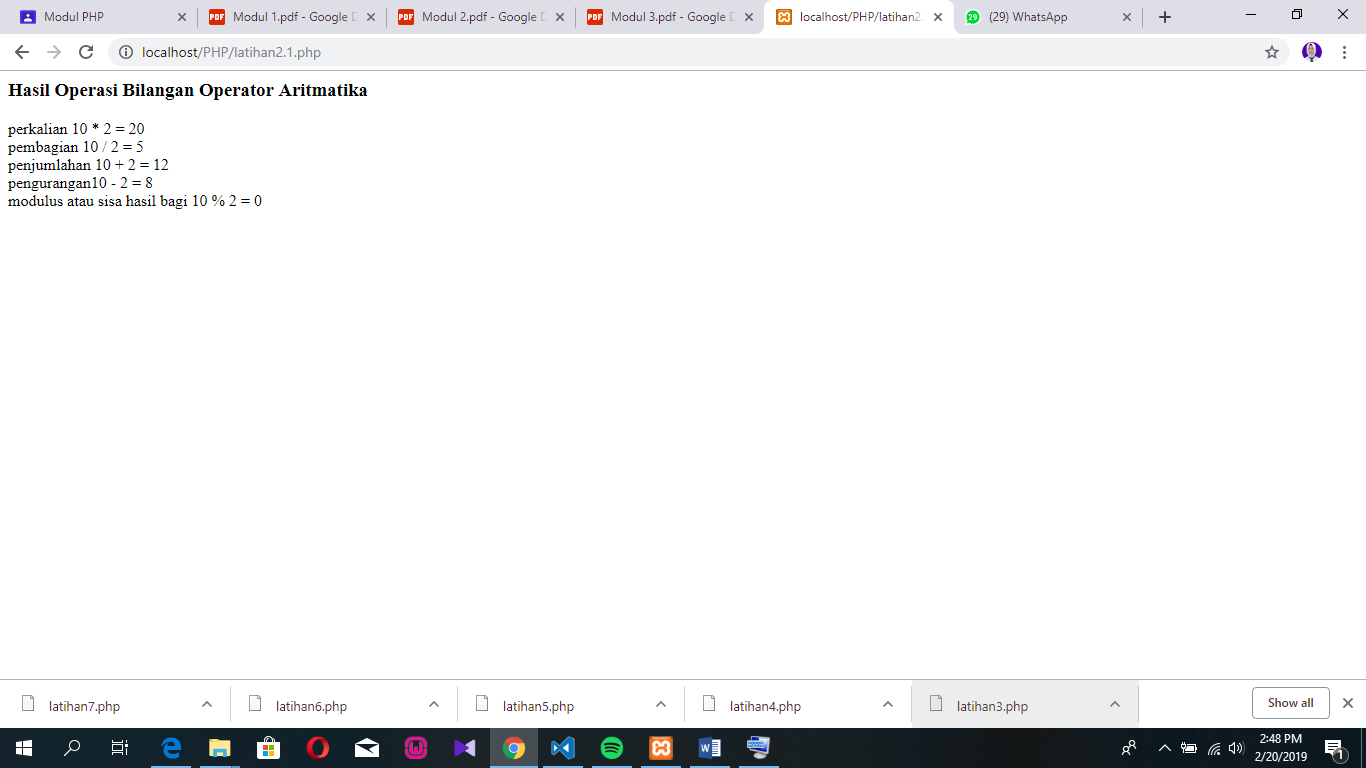 Modul PHP
Modul 1.pdf - Google D
Modul 2.pdf - Google D
Modul 3.pdf - Google D
localhost/PHP/latihan2.
(29) WhatsApp
localhost/PHP/latihan2.1.php
Hasil Operasi Bilangan Operator Aritmatika
perkalian 10 * 2 = 20
pembagian 10 / 2 = 5
penjumlahan 10 + 2 = 12
pengurangan10 - 2 = 8
modulus atau sisa hasil bagi 10 % 2 = 0
latihan7.php
latihan6.php
latihan5.php
latihan4.php
latihan3.php
Show all
2:48 PM
2/20/2019
1